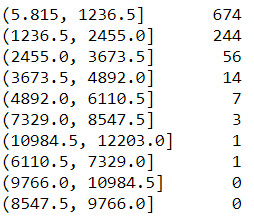 (5.815, 1236.5] 674
(1236.5, 2455.0] 244
(2455.0, 3673.5] 56
(3673.5, 4892.0] 14
(4892.0, 6110.5] 7
(7329.0, 8547.5] 3
(10984.5, 12203.0] 1
(6110.5, 7329.0] 1
(9766.0, 10984.5] 0
(8547.5, 9766.0] 0